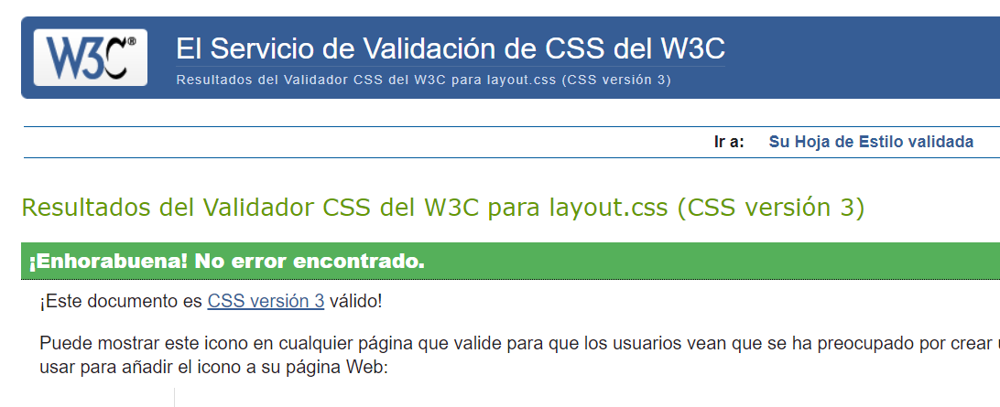 W3C®
El Servicio de Validación de CSS del W3C
Resultados del Validador CSS del W3C para layout.css (CSS versión 3)
Ir a: Su Hoja de Estilo validada
Resultados del Validador CSS del W3C para layout.css (CSS versión 3)
¡Enhorabuena! No error encontrado.
¡Este documento es CSS versión 3 válido!
Puede mostrar este icono en cualquier página que valide para que los usuarios vean que se ha preocupado por crear
usar para añadir el icono a su página Web: